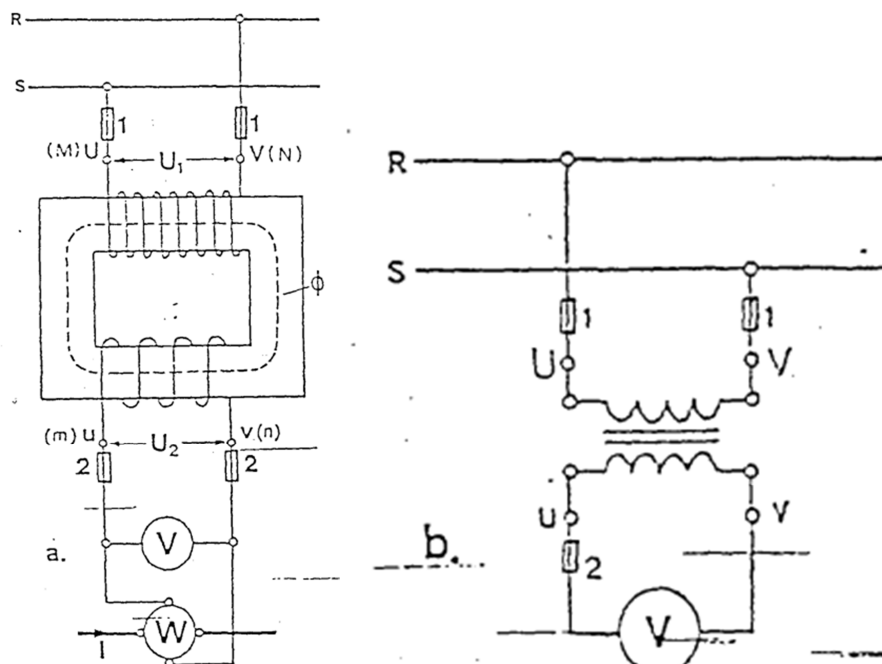 R
S
1 1
(M) U U₁ V(N)
ϕ
(m) u U₂ v(n)
2 2
V
a.
W
I
R
S
1 1
U V
u v
2
b.
V